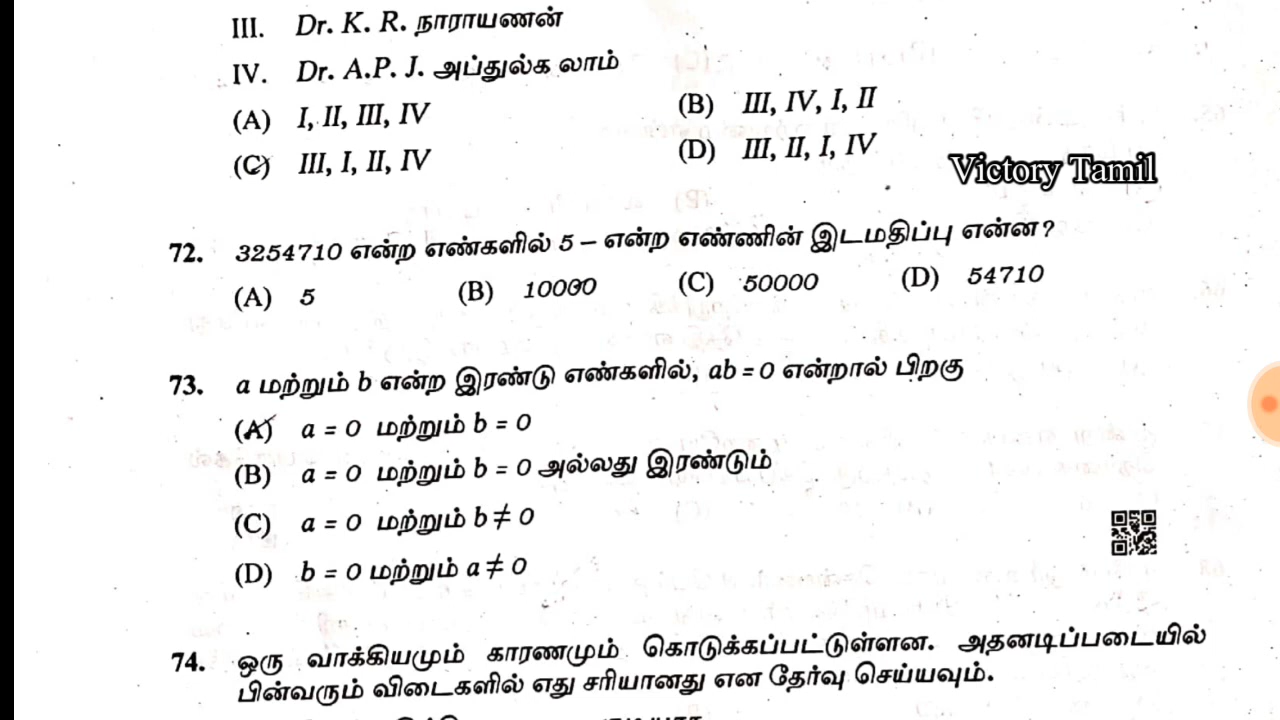 III. Dr. K. R. நாராயணன்
IV. Dr. A.P. J. அப்துல்க லாம்
(A) I, II, III, IV (B) III, IV, I, II
(C) III, I, II, IV (D) III, II, I, IV
Victory Tamil
72. 3254710 என்ற எண்களில் 5 – என்ற எண்ணின் இடமதிப்பு என்ன?
(A) 5 (B) 10000 (C) 50000 (D) 54710
73. a மற்றும் b என்ற இரண்டு எண்களில், ab = 0 என்றால் பிறகு
(A) a = 0 மற்றும் b = 0
(B) a = 0 மற்றும் b = 0 அல்லது இரண்டும்
(C) a = 0 மற்றும் b ≠ 0
(D) b = 0 மற்றும் a ≠ 0
74. ஒரு வாக்கியமும் காரணமும் கொடுக்கப்பட்டுள்ளன. அதனடிப்படையில்
பின்வரும் விடைகளில் எது சரியானது என தேர்வு செய்யவும்.